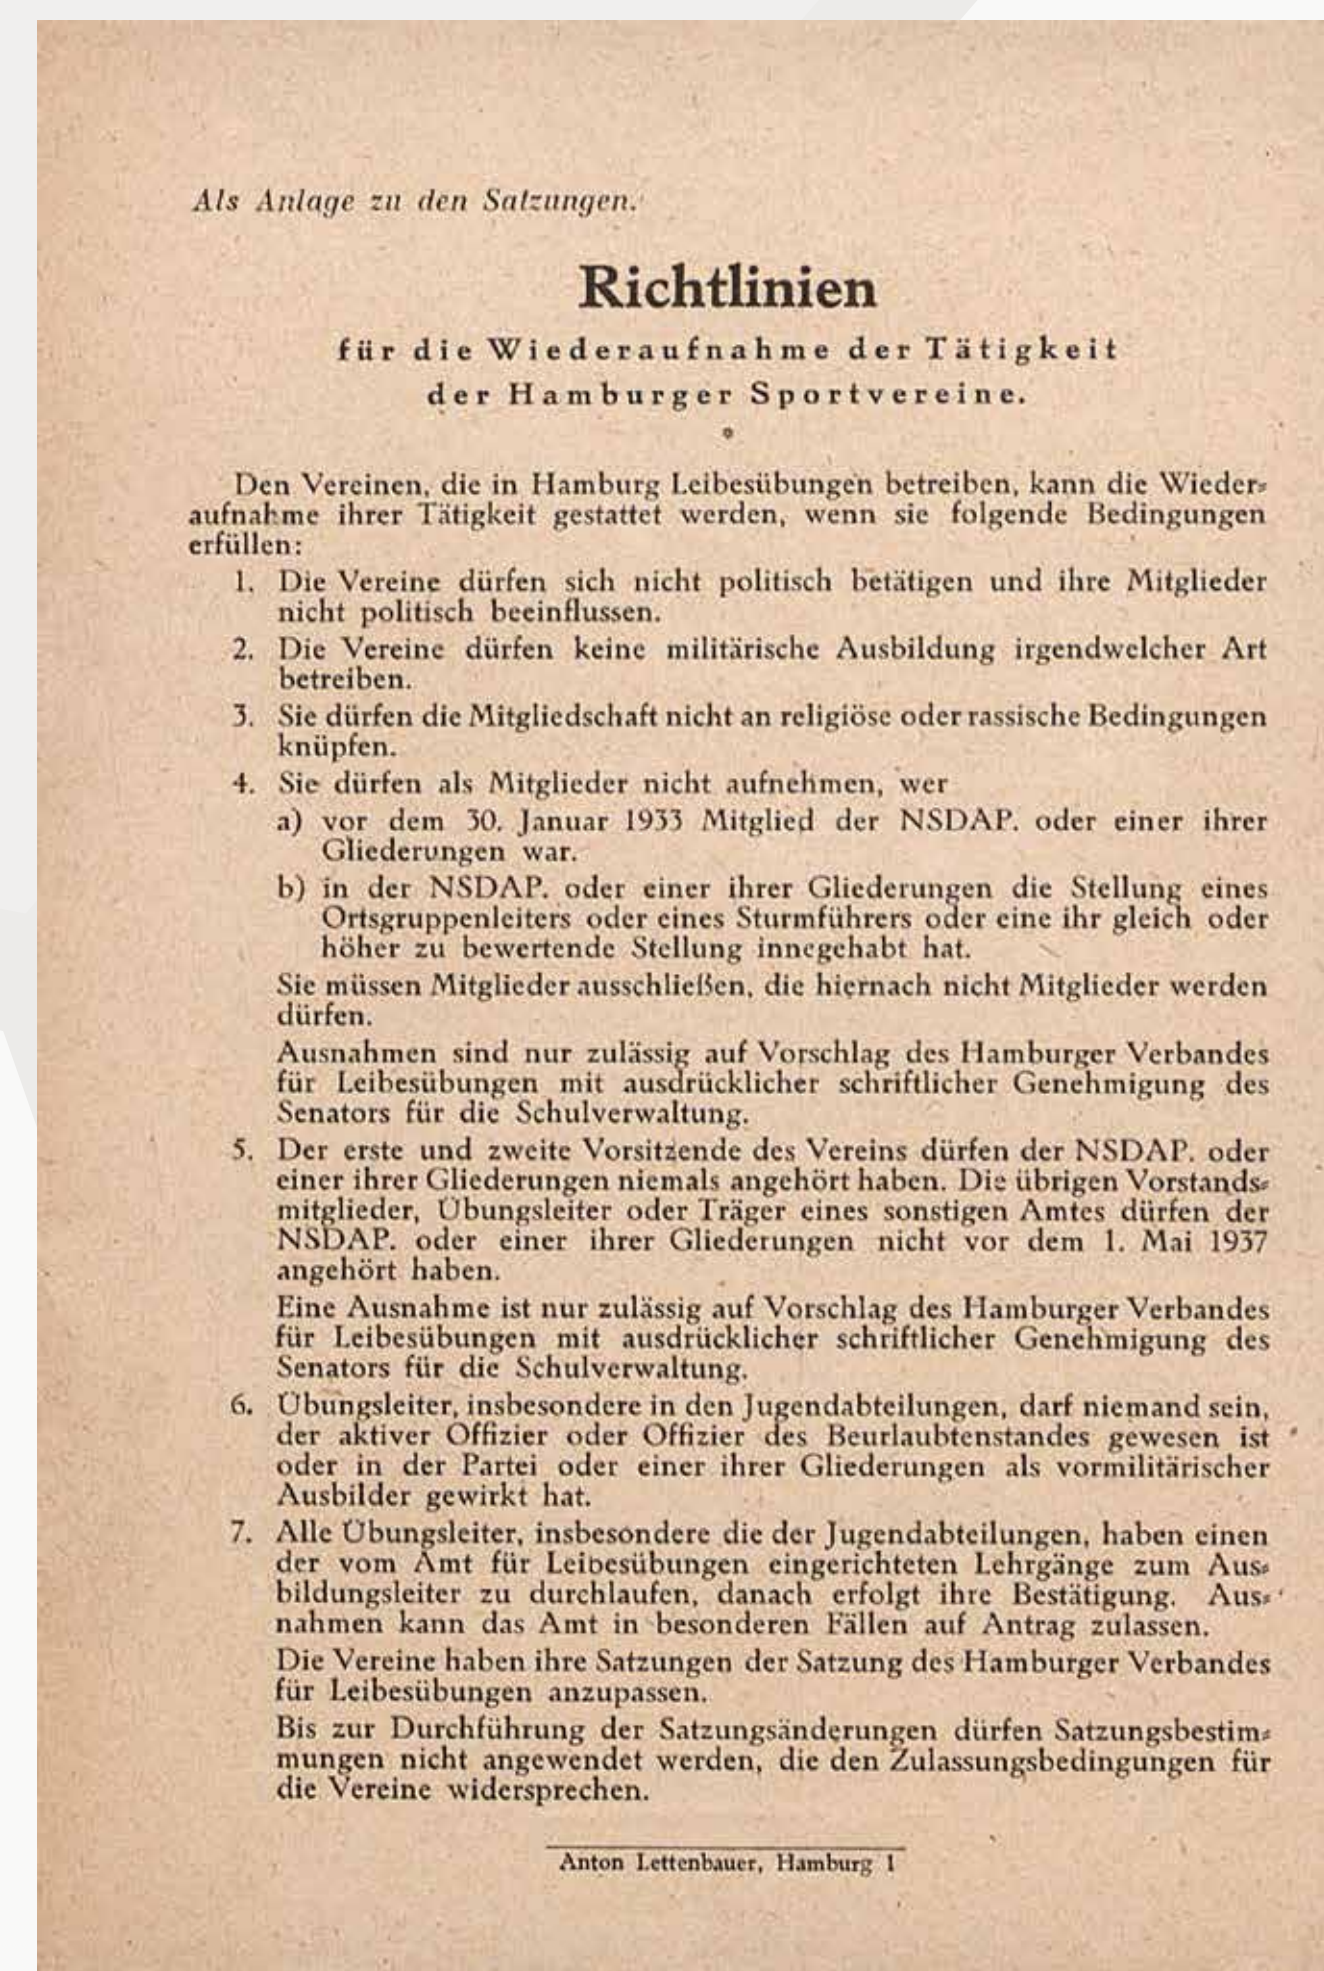 Als Anlage zu den Satzungen.
Richtlinien
für die Wiederaufnahme der Tätigkeit
der Hamburger Sportvereine.
Den Vereinen, die in Hamburg Leibesübungen betreiben, kann die Wieder-
aufnahme ihrer Tätigkeit gestattet werden, wenn sie folgende Bedingungen
erfüllen:
1. Die Vereine dürfen sich nicht politisch betätigen und ihre Mitglieder
nicht politisch beeinflussen.
2. Die Vereine dürfen keine militärische Ausbildung irgendwelcher Art
betreiben.
3. Sie dürfen die Mitgliedschaft nicht an religiöse oder rassische Bedingungen
knüpfen.
4. Sie dürfen als Mitglieder nicht aufnehmen, wer
a) vor dem 30. Januar 1933 Mitglied der NSDAP. oder einer ihrer
Gliederungen war.
b) in der NSDAP. oder einer ihrer Gliederungen die Stellung eines
Ortsgruppenleiters oder eines Sturmführers oder eine ihr gleich oder
höher zu bewertende Stellung innegehabt hat.
Sie müssen Mitglieder ausschließen, die hiernach nicht Mitglieder werden
dürfen.
Ausnahmen sind nur zulässig auf Vorschlag des Hamburger Verbandes
für Leibesübungen mit ausdrücklicher schriftlicher Genehmigung des
Senators für die Schulverwaltung.
5. Der erste und zweite Vorsitzende des Vereins dürfen der NSDAP. oder
einer ihrer Gliederungen niemals angehört haben. Die übrigen Vorstands-
mitglieder, Übungsleiter oder Träger eines sonstigen Amtes dürfen der
NSDAP. oder einer ihrer Gliederungen nicht vor dem 1. Mai 1937
angehört haben.
Eine Ausnahme ist nur zulässig auf Vorschlag des Hamburger Verbandes
für Leibesübungen mit ausdrücklicher schriftlicher Genehmigung des
Senators für die Schulverwaltung.
6. Übungsleiter, insbesondere in den Jugendabteilungen, darf niemand sein,
der aktiver Offizier oder Offizier des Beurlaubtenstandes gewesen ist
oder in der Partei oder einer ihrer Gliederungen als vormilitärischer
Ausbilder gewirkt hat.
7. Alle Übungsleiter, insbesondere die der Jugendabteilungen, haben einen
der vom Amt für Leibesübungen eingerichteten Lehrgänge zum Aus-
bildungsleiter zu durchlaufen, danach erfolgt ihre Bestätigung. Aus-
nahmen kann das Amt in besonderen Fällen auf Antrag zulassen.
Die Vereine haben ihre Satzungen der Satzung des Hamburger Verbandes
für Leibesübungen anzupassen.
Bis zur Durchführung der Satzungsänderungen dürfen Satzungsbestim-
mungen nicht angewendet werden, die den Zulassungsbedingungen für
die Vereine widersprechen.
Anton Lettenbauer, Hamburg 1